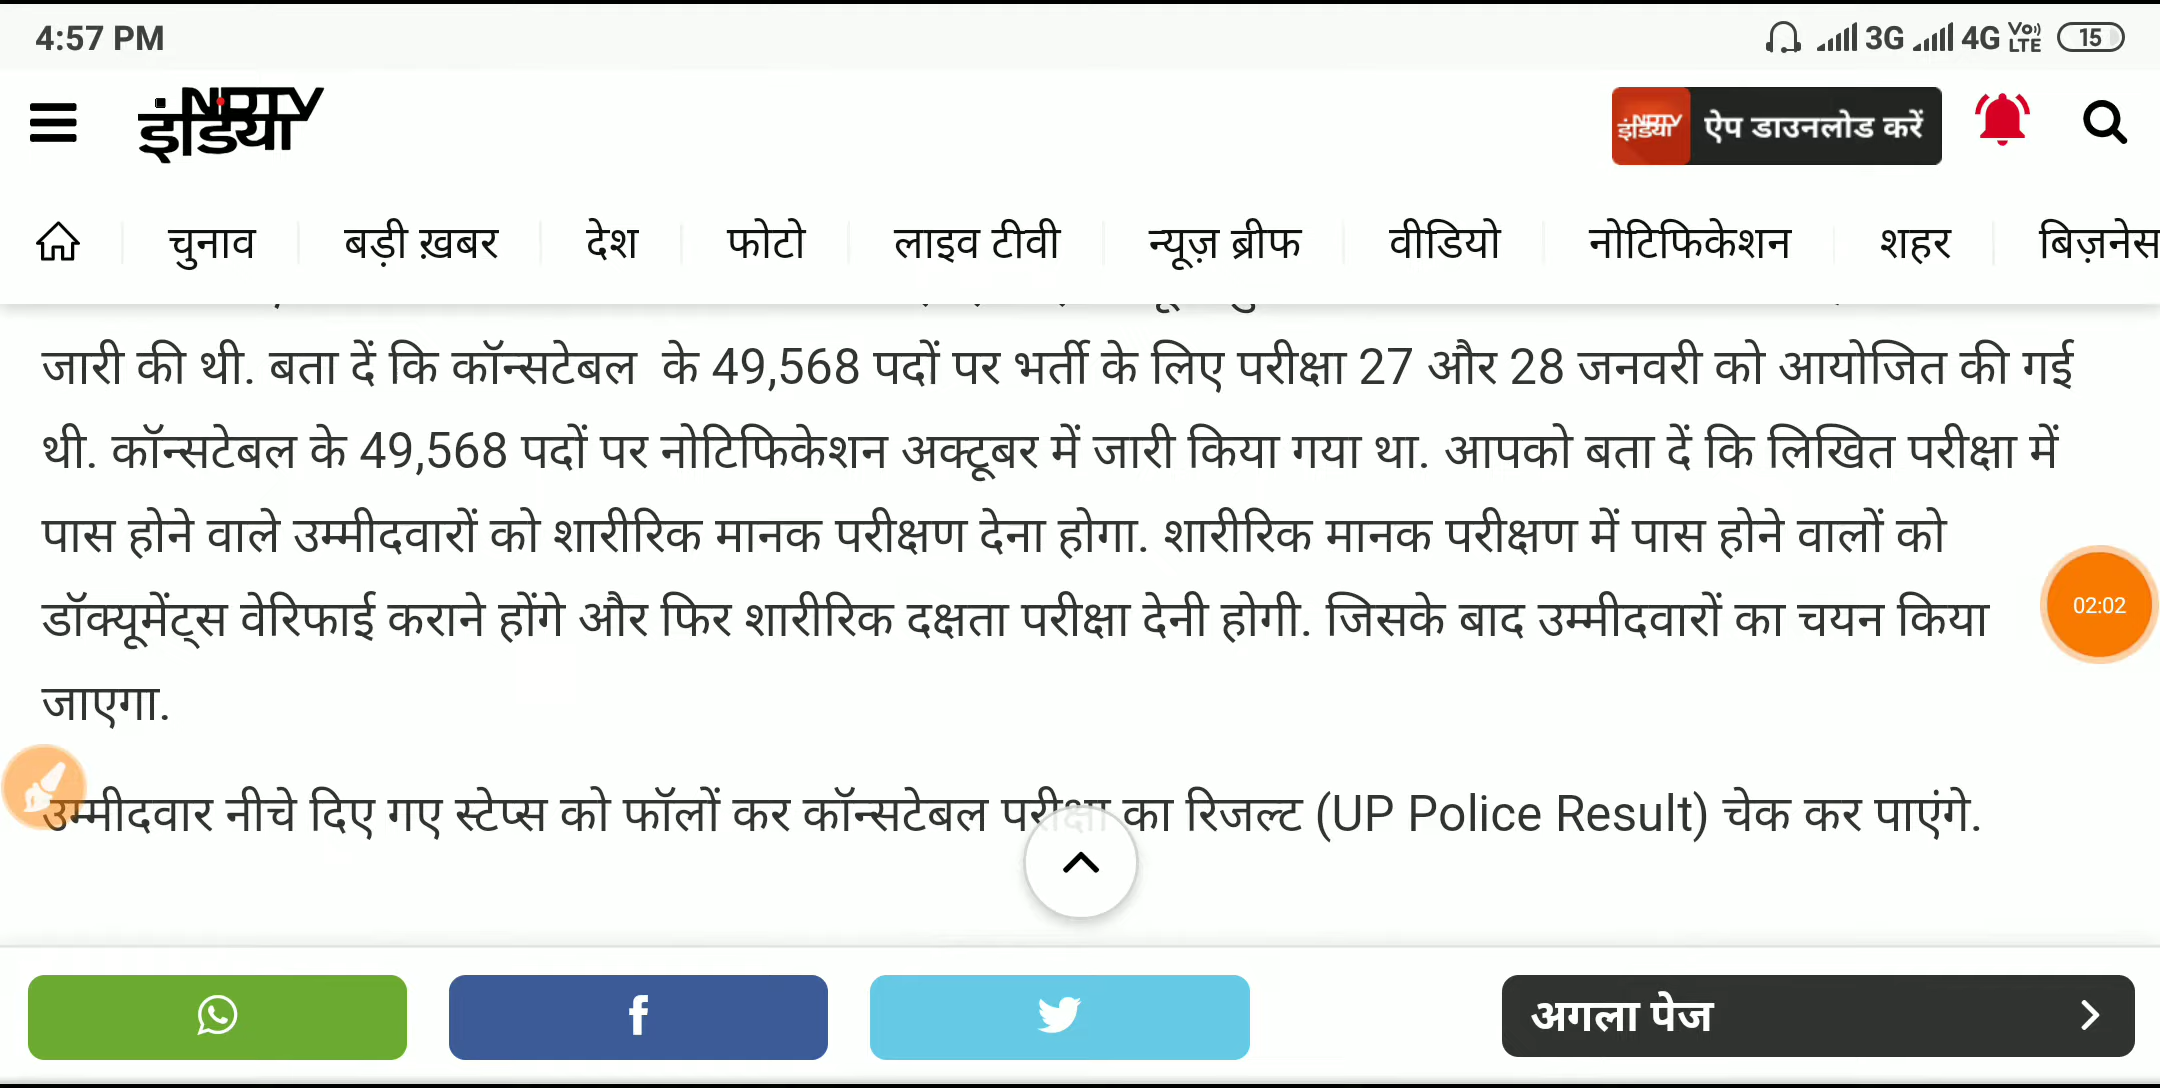 4:57 PM
3G 4G Vo)) LTE 15
NDTV
इंडिया
NDTV इंडिया ऐप डाउनलोड करें
चुनाव बड़ी ख़बर देश फोटो लाइव टीवी न्यूज़ ब्रीफ वीडियो नोटिफिकेशन शहर बिज़नेस
जारी की थी. बता दें कि कॉन्सटेबल के 49,568 पदों पर भर्ती के लिए परीक्षा 27 और 28 जनवरी को आयोजित की गई
थी. कॉन्सटेबल के 49,568 पदों पर नोटिफिकेशन अक्टूबर में जारी किया गया था. आपको बता दें कि लिखित परीक्षा में
पास होने वाले उम्मीदवारों को शारीरिक मानक परीक्षण देना होगा. शारीरिक मानक परीक्षण में पास होने वालों को
डॉक्यूमेंट्स वेरिफाई कराने होंगे और फिर शारीरिक दक्षता परीक्षा देनी होगी. जिसके बाद उम्मीदवारों का चयन किया
02:02
जाएगा.
उम्मीदवार नीचे दिए गए स्टेप्स को फॉलों कर कॉन्सटेबल परीक्षा का रिजल्ट (UP Police Result) चेक कर पाएंगे.
अगला पेज